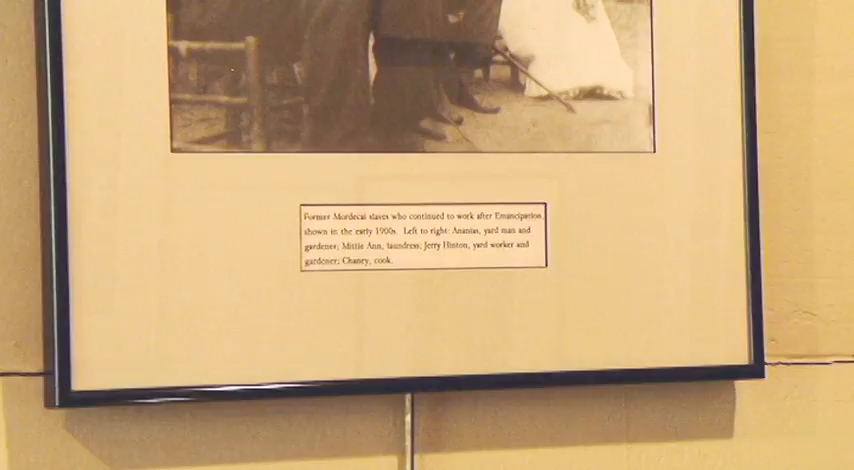 Former Mordecai slaves who continued to work after Emancipation,
shown in the early 1900s. Left to right: Ananias, yard man and
gardener; Mittie Ann, laundress; Jerry Hinton, yard worker and
gardener; Chaney, cook.